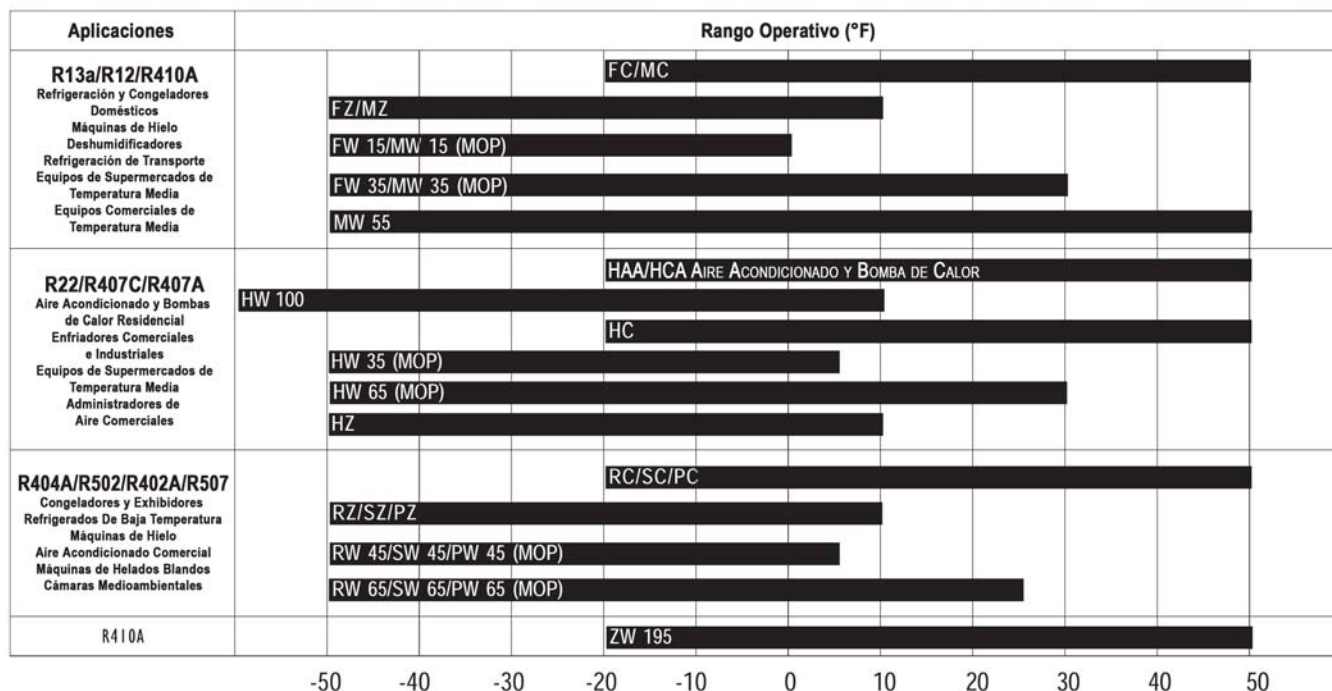 Aplicaciones
Rango Operativo (°F)
R13a/R12/R410A
Refrigeración y Congeladores
Domésticos
Máquinas de Hielo
Deshumidificadores
Refrigeración de Transporte
Equipos de Supermercados de
Temperatura Media
Equipos Comerciales de
Temperatura Media
FC/MC
FZ/MZ
FW 15/MW 15 (MOP)
FW 35/MW 35 (MOP)
MW 55
R22/R407C/R407A
Aire Acondicionado y Bombas
de Calor Residencial
Enfriadores Comerciales
e Industriales
Equipos de Supermercados de
Temperatura Media
Administradores de
Aire Comerciales
HAA/HCA AIRE ACONDICIONADO Y BOMBA DE CALOR
HW 100
HC
HW 35 (MOP)
HW 65 (MOP)
HZ
R404A/R502/R402A/R507
Congeladores y Exhibidores
Refrigerados De Baja Temperatura
Máquinas de Hielo
Aire Acondicionado Comercial
Máquinas de Helados Blandos
Cámaras Medioambientales
RC/SC/PC
RZ/SZ/PZ
RW 45/SW 45/PW 45 (MOP)
RW 65/SW 65/PW 65 (MOP)
R410A
ZW 195
-50 -40 -30 -20 -10 0 10 20 30 40 50